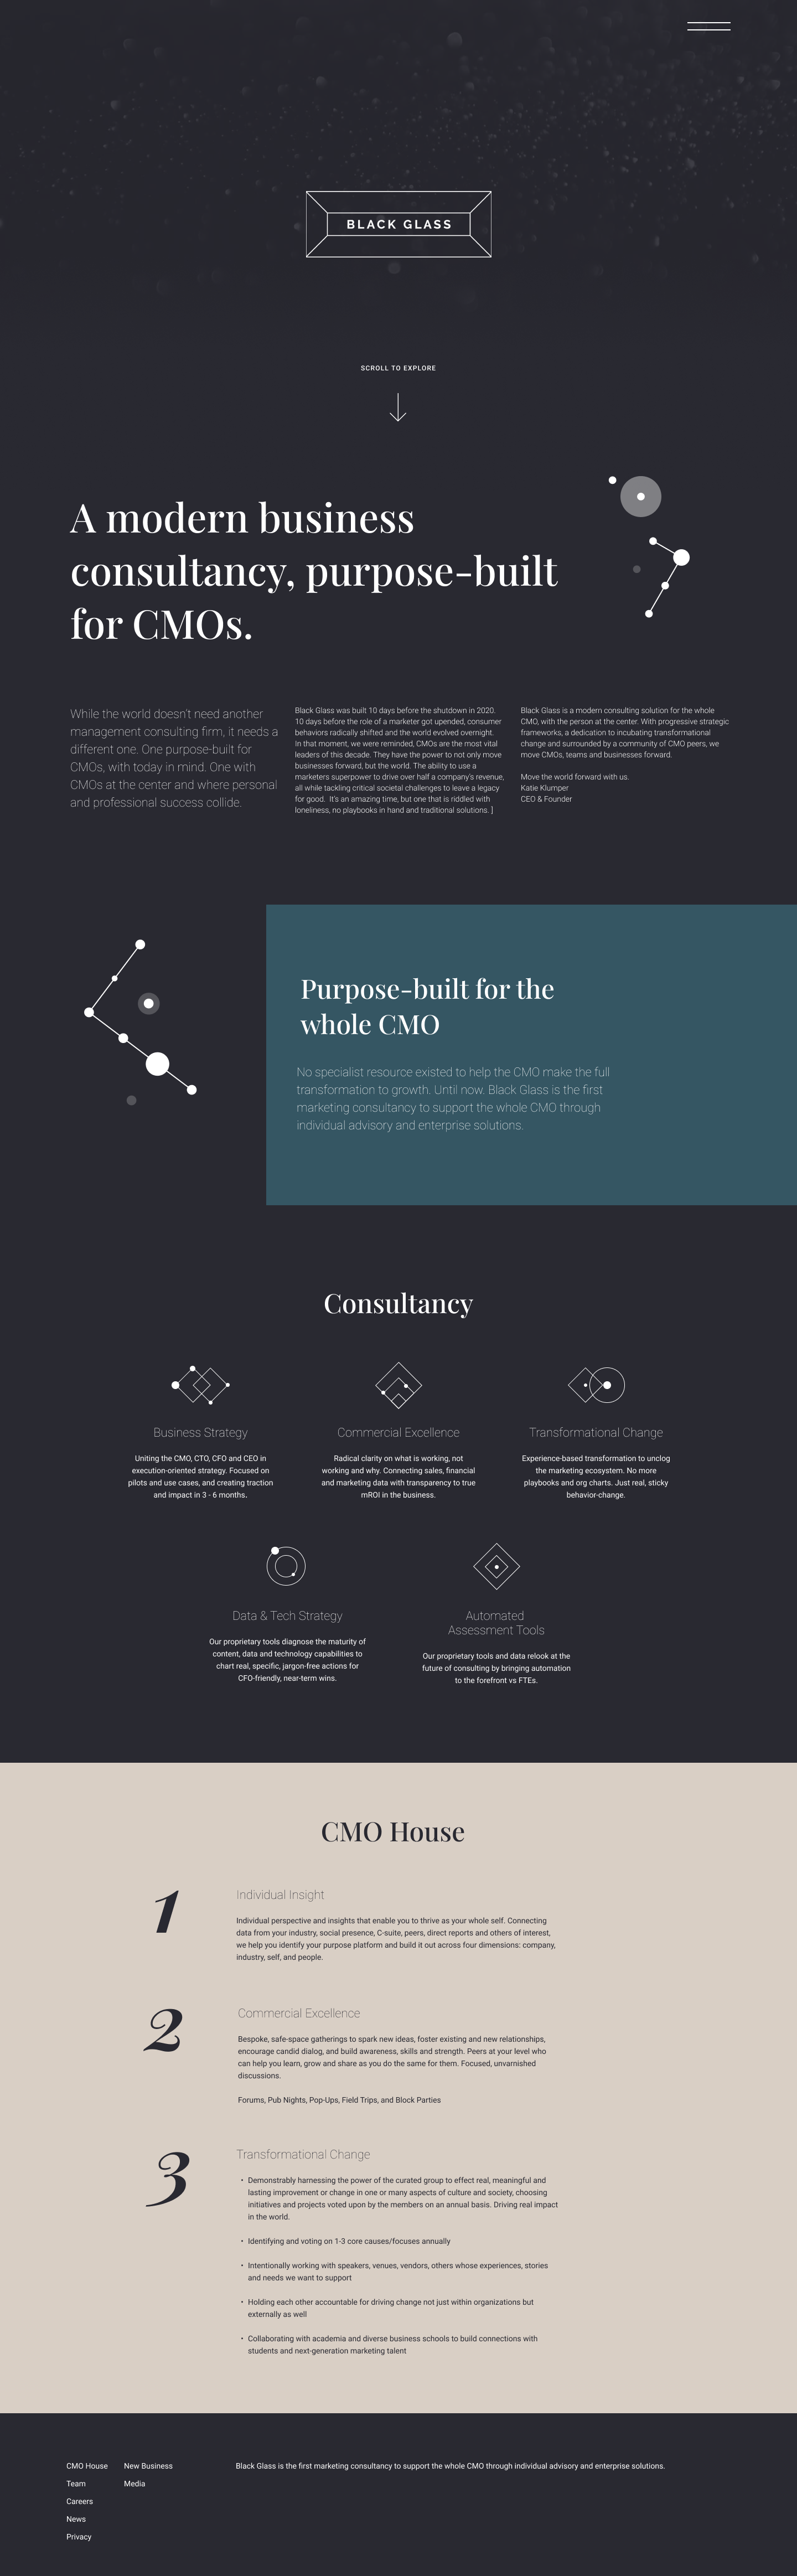 BLACK GLASS
SCROLL TO EXPLORE
A modern business
consultancy, purpose-built
for CMOs.
While the world doesn't need another
management consulting firm, it needs a
different one. One purpose-built for
CMOs, with today in mind. One with
CMOs at the center and where personal
and professional success collide.
Black Glass was built 10 days before the shutdown in 2020.
10 days before the role of a marketer got upended, consumer
behaviors radically shifted and the world evolved overnight.
In that moment, we were reminded, CMOs are the most vital
leaders of this decade. They have the power to not only move
businesses forward, but the world. The ability to use a
marketers superpower to drive over half a company's revenue,
all while tackling critical societal challenges to leave a legacy
for good.  It's an amazing time, but one that is riddled with
loneliness, no playbooks in hand and traditional solutions. ]
Black Glass is a modern consulting solution for the whole
CMO, with the person at the center. With progressive strategic
frameworks, a dedication to incubating transformational
change and surrounded by a community of CMO peers, we
move CMOs, teams and businesses forward.
Move the world forward with us.
Katie Klumper
CEO & Founder
Purpose-built for the
whole CMO
No specialist resource existed to help the CMO make the full
transformation to growth. Until now. Black Glass is the first
marketing consultancy to support the whole CMO through
individual advisory and enterprise solutions.
Consultancy
Business Strategy
Uniting the CMO, CTO, CFO and CEO in
execution-oriented strategy. Focused on
pilots and use cases, and creating traction
and impact in 3 - 6 months.
Commercial Excellence
Radical clarity on what is working, not
working and why. Connecting sales, financial
and marketing data with transparency to true
mROI in the business.
Transformational Change
Experience-based transformation to unclog
the marketing ecosystem. No more
playbooks and org charts. Just real, sticky
behavior-change.
Data & Tech Strategy
Our proprietary tools diagnose the maturity of
content, data and technology capabilities to
chart real, specific, jargon-free actions for
CFO-friendly, near-term wins.
Automated
Assessment Tools
Our proprietary tools and data relook at the
future of consulting by bringing automation
to the forefront vs FTEs.
CMO House
1
Individual Insight
Individual perspective and insights that enable you to thrive as your whole self. Connecting
data from your industry, social presence, C-suite, peers, direct reports and others of interest,
we help you identify your purpose platform and build it out across four dimensions: company,
industry, self, and people.
2
Commercial Excellence
Bespoke, safe-space gatherings to spark new ideas, foster existing and new relationships,
encourage candid dialog, and build awareness, skills and strength. Peers at your level who
can help you learn, grow and share as you do the same for them. Focused, unvarnished
discussions.
Forums, Pub Nights, Pop-Ups, Field Trips, and Block Parties
3
Transformational Change
• Demonstrably harnessing the power of the curated group to effect real, meaningful and
lasting improvement or change in one or many aspects of culture and society, choosing
initiatives and projects voted upon by the members on an annual basis. Driving real impact
in the world.
• Identifying and voting on 1-3 core causes/focuses annually
• Intentionally working with speakers, venues, vendors, others whose experiences, stories
and needs we want to support
• Holding each other accountable for driving change not just within organizations but
externally as well
• Collaborating with academia and diverse business schools to build connections with
students and next-generation marketing talent
CMO House
Team
Careers
News
Privacy
New Business
Media
Black Glass is the first marketing consultancy to support the whole CMO through individual advisory and enterprise solutions.